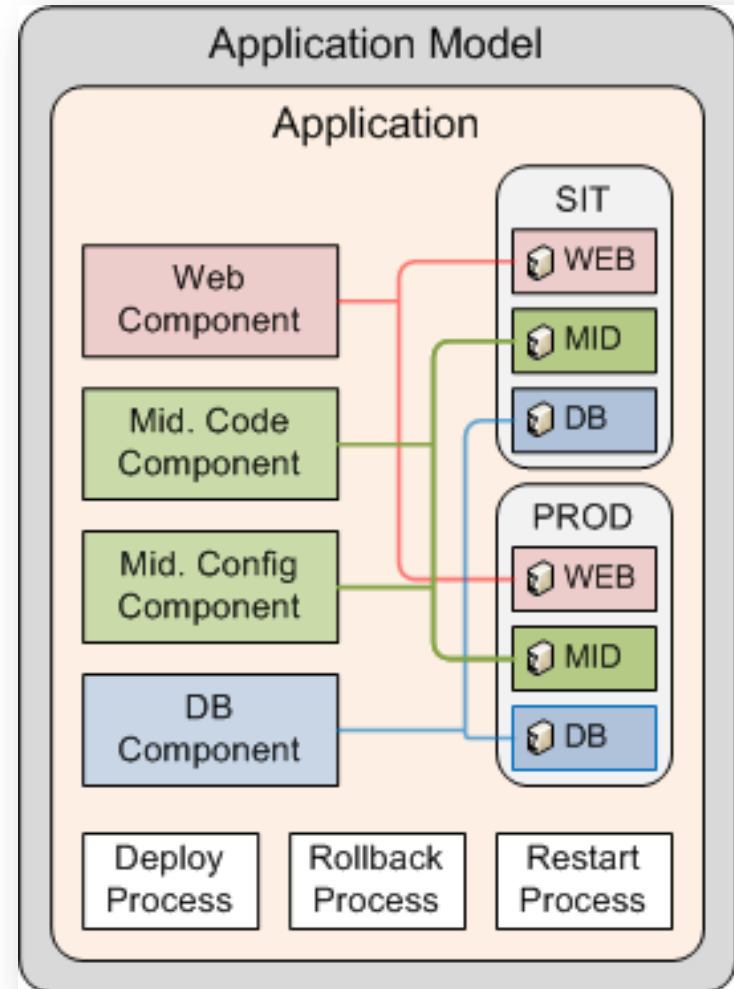 Application Model
Application
Web
Component
Mid. Code
Component
Mid. Config
Component
DB
Component
SIT
WEB
MID
DB
PROD
WEB
MID
DB
Deploy
Process
Rollback
Process
Restart
Process